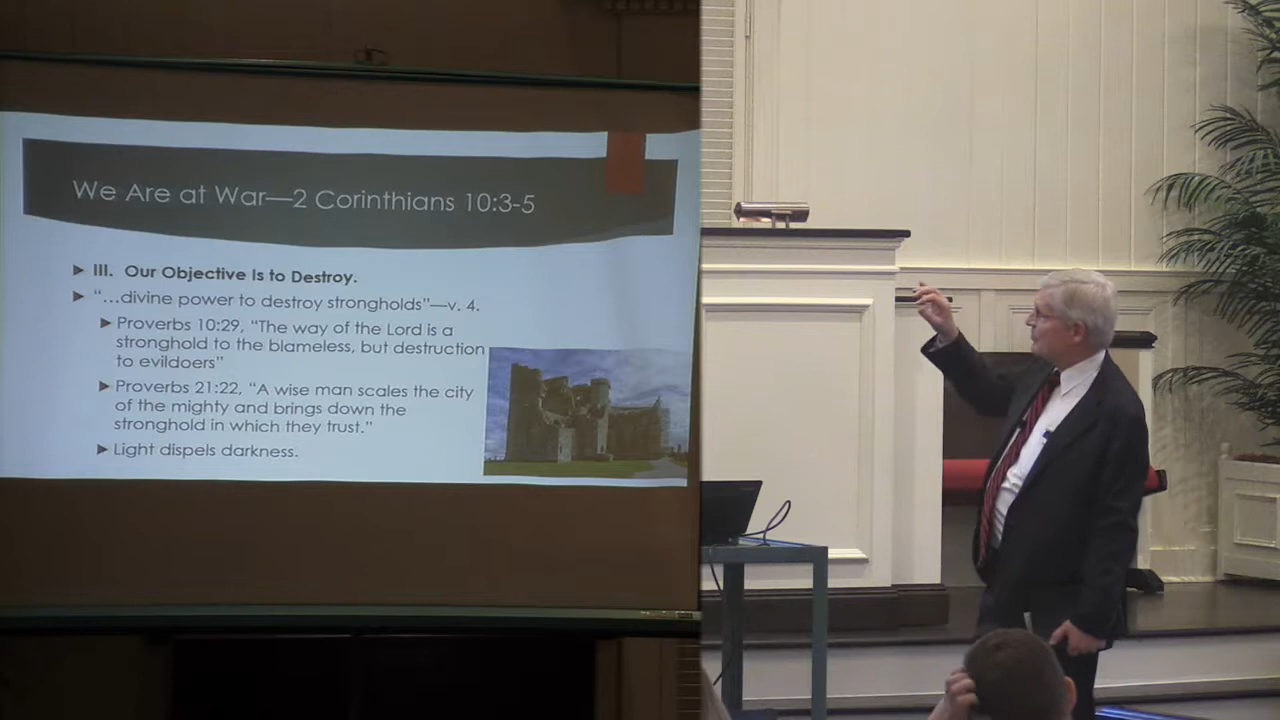 We Are at War—2 Corinthians 10:3-5
III. Our Objective Is to Destroy.
"...divine power to destroy strongholds"—v. 4.
Proverbs 10:29, "The way of the Lord is a
stronghold to the blameless, but destruction
to evildoers"
Proverbs 21:22, "A wise man scales the city
of the mighty and brings down the
stronghold in which they trust."
Light dispels darkness.